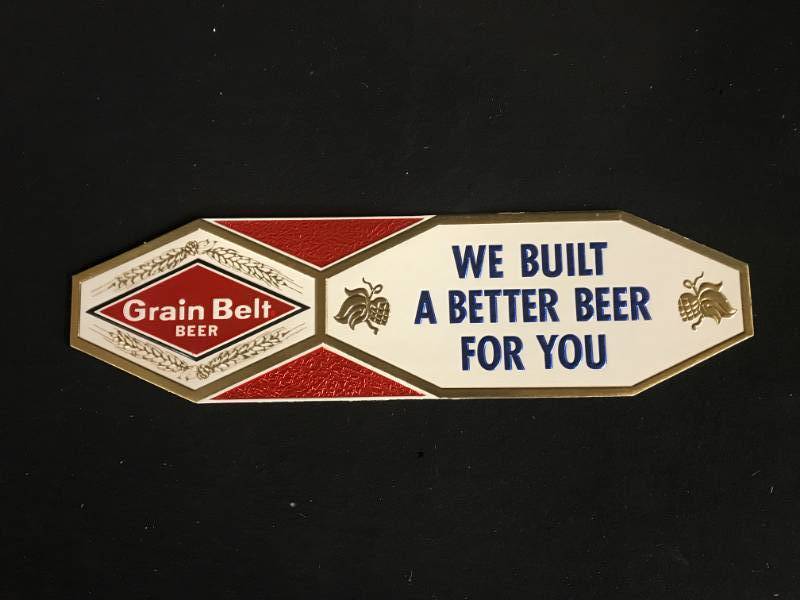 Grain Belt
BEER
WE BUILT
A BETTER BEER
FOR YOU